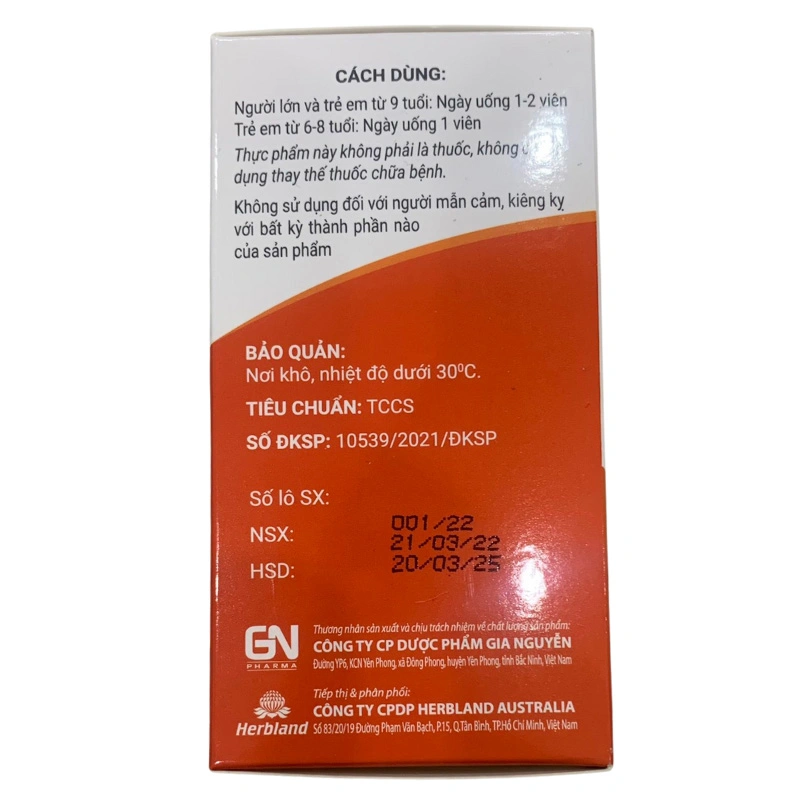 CÁCH DÙNG:
Người lớn và trẻ em từ 9 tuổi: Ngày uống 1-2 viên
Trẻ em từ 6-8 tuổi: Ngày uống 1 viên
Thực phẩm này không phải là thuốc, không
dụng thay thế thuốc chữa bệnh.
Không sử dụng đối với người mẫn cảm, kiêng kỵ
với bất kỳ thành phần nào
của sản phẩm
BẢO QUẢN:
Nơi khô, nhiệt độ dưới 30⁰C.
TIÊU CHUẨN: TCCS
SỐ ĐKSP: 10539/2021/ĐKSP
Số lô SX: 001/22
NSX: 21/03/22
HSD: 20/03/25
GN
PHARMA
Thương nhân sản xuất và chịu trách nhiệm về chất lượng sản phẩm:
CÔNG TY CP DƯỢC PHẨM GIA NGUYỄN
Đường YP6, KCN Yên Phong, xã Đông Phong, huyện Yên Phong, tỉnh Bắc Ninh, Việt Nam
Herbland
Tiếp thị & phân phối:
CÔNG TY CPDP HERBLAND AUSTRALIA
Số 83/20/19 Đường Phạm Văn Bạch, P.15, Q.Tân Bình, TP.Hồ Chí Minh, Việt Nam